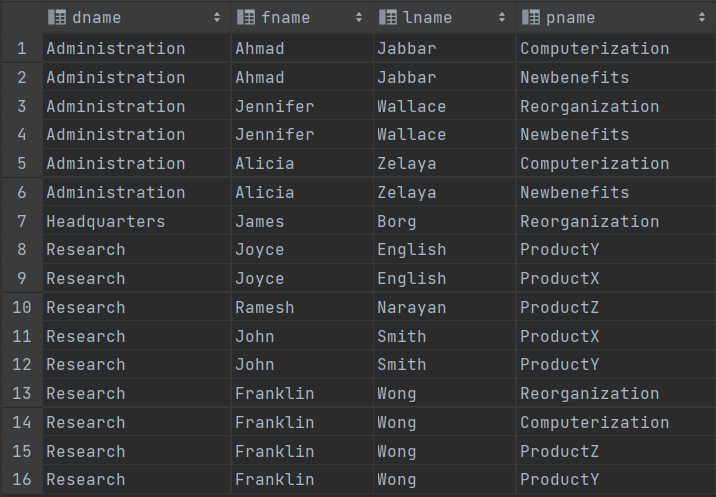 dname fname lname pname
1 Administration Ahmad Jabbar Computerization
2 Administration Ahmad Jabbar Newbenefits
3 Administration Jennifer Wallace Reorganization
4 Administration Jennifer Wallace Newbenefits
5 Administration Alicia Zelaya Computerization
6 Administration Alicia Zelaya Newbenefits
7 Headquarters James Borg Reorganization
8 Research Joyce English ProductY
9 Research Joyce English ProductX
10 Research Ramesh Narayan ProductZ
11 Research John Smith ProductX
12 Research John Smith ProductY
13 Research Franklin Wong Reorganization
14 Research Franklin Wong Computerization
15 Research Franklin Wong ProductZ
16 Research Franklin Wong ProductY